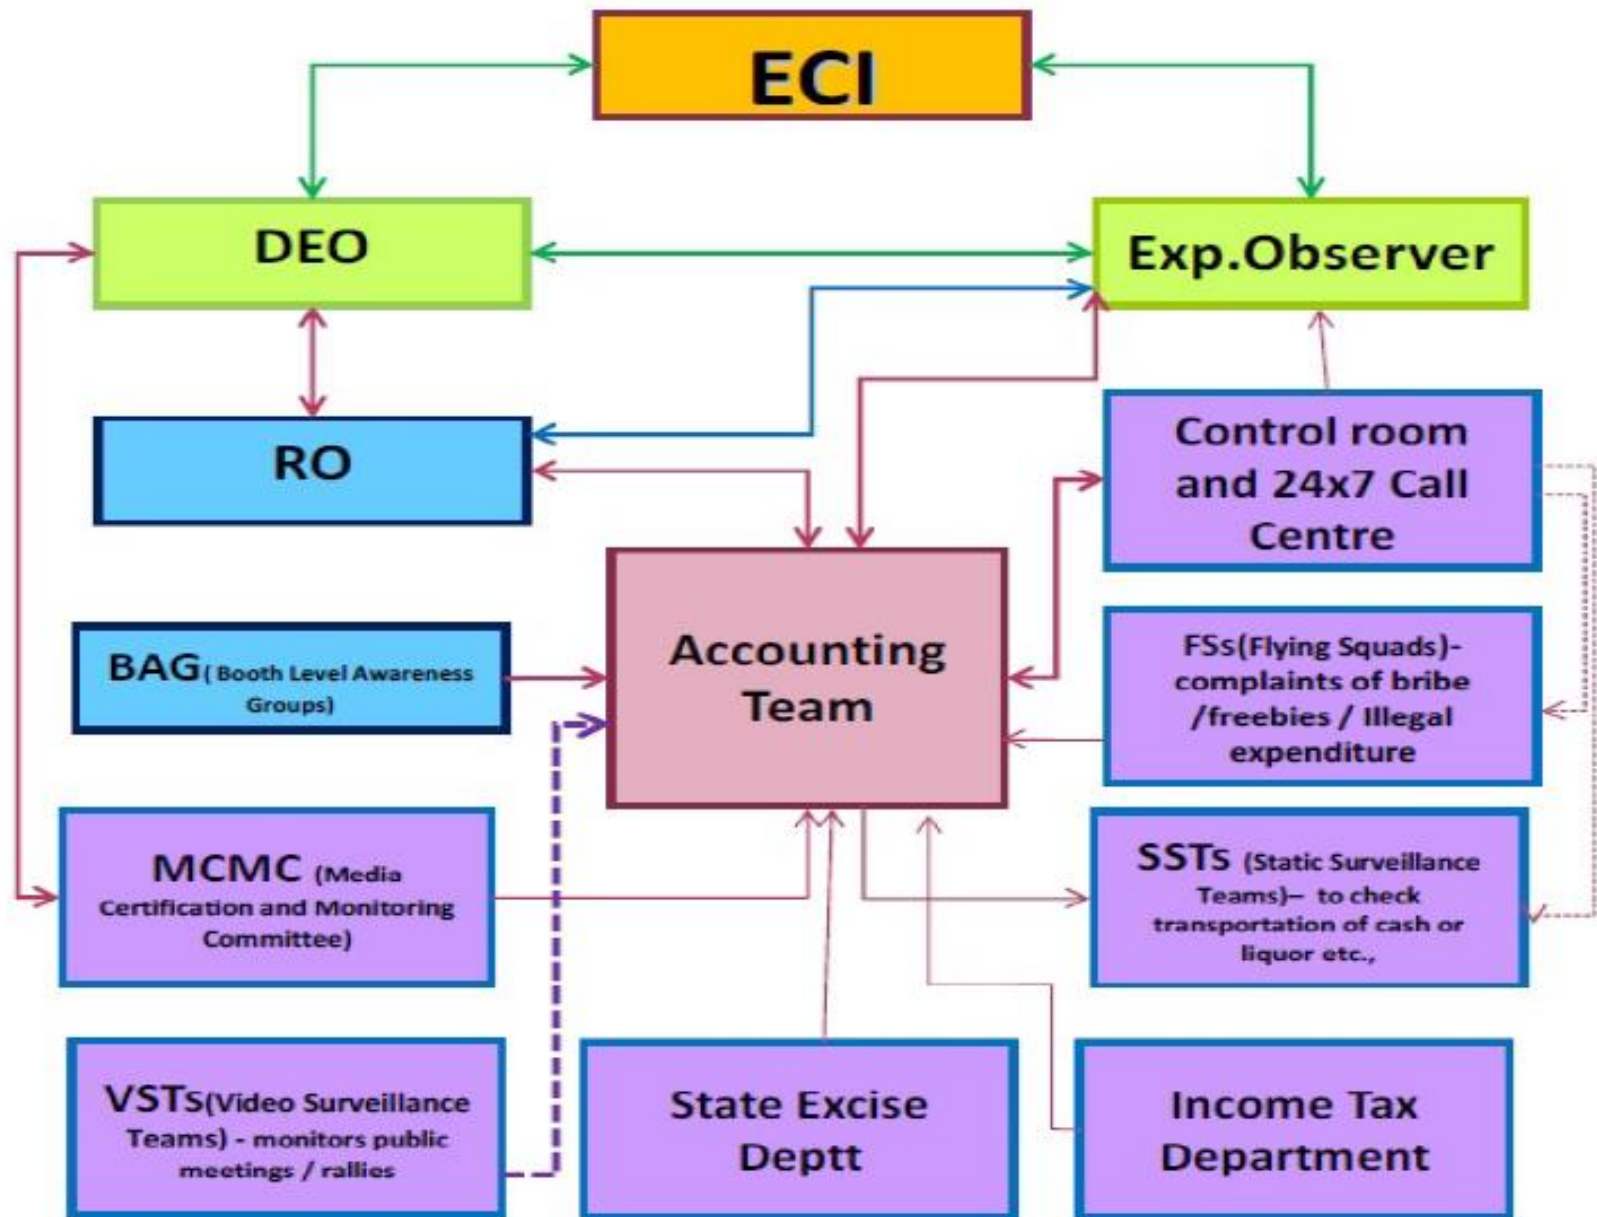 ECI
DEO
Exp.Observer
RO
Control room
and 24x7 Call
Centre
BAG( Booth Level Awareness
Groups)
Accounting
Team
FSs(Flying Squads)-
complaints of bribe
/freebies / Illegal
expenditure
MCMC (Media
Certification and Monitoring
Committee)
SSTs (Static Surveillance
Teams)– to check
transportation of cash or
liquor etc.,
VSTs(Video Surveillance
Teams) - monitors public
meetings / rallies
State Excise
Deptt
Income Tax
Department